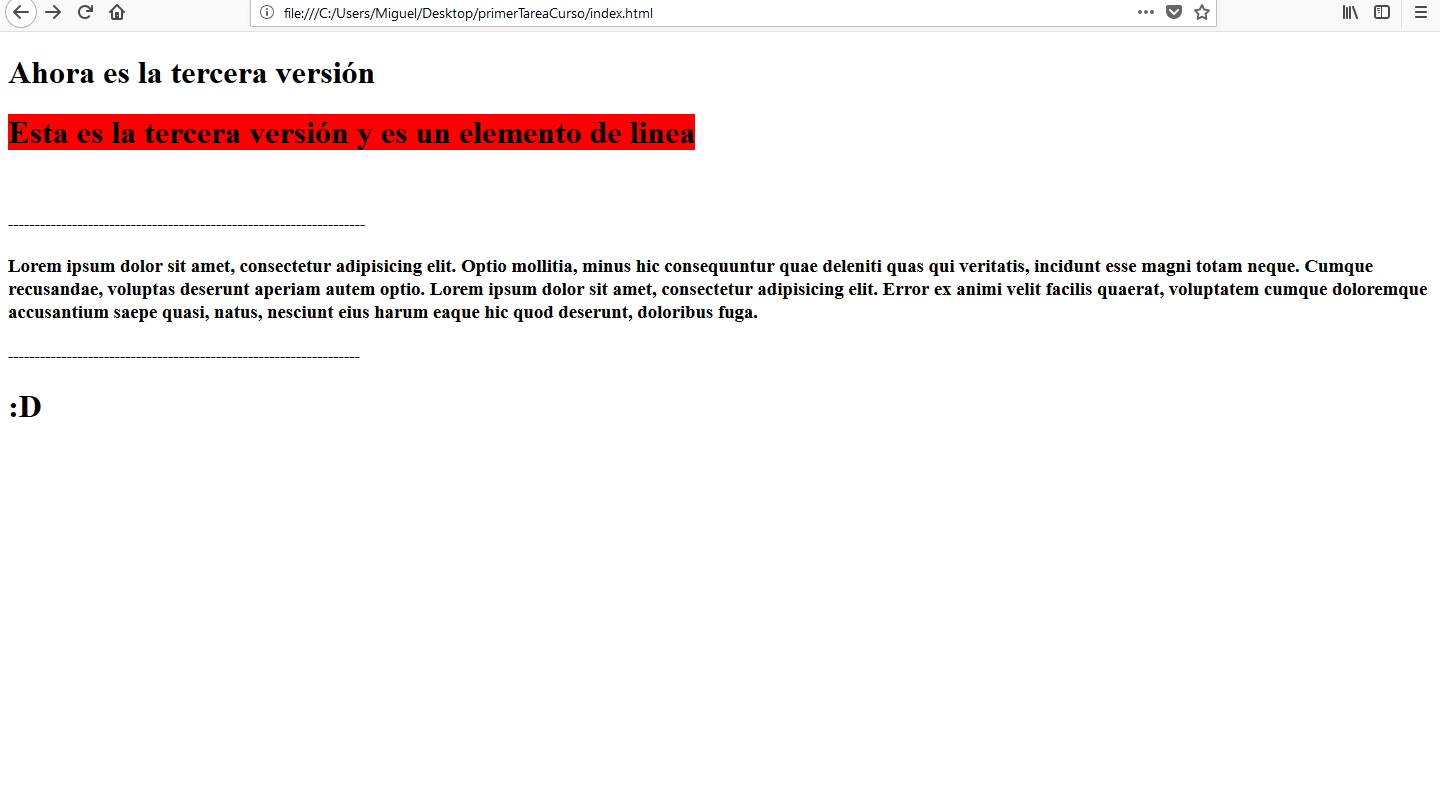 file:///C:/Users/Miguel/Desktop/primerTareaCurso/index.html
Ahora es la tercera versión
Esta es la tercera versión y es un elemento de linea
-------------------------------------------------------------------
Lorem ipsum dolor sit amet, consectetur adipisicing elit. Optio mollitia, minus hic consequuntur quae deleniti quas qui veritatis, incidunt esse magni totam neque. Cumque
recusandae, voluptas deserunt aperiam autem optio. Lorem ipsum dolor sit amet, consectetur adipisicing elit. Error ex animi velit facilis quaerat, voluptatem cumque doloremque
accusantium saepe quasi, natus, nesciunt eius harum eaque hic quod deserunt, doloribus fuga.
------------------------------------------------------------------
:D